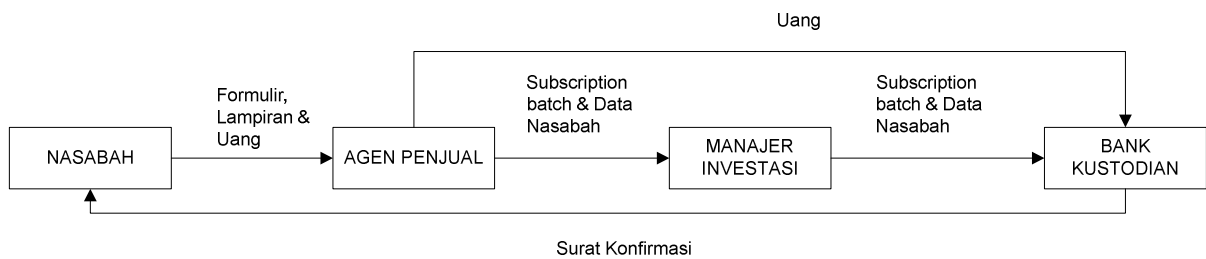 Uang
Formulir,
Lampiran &
Uang
Subscription
batch & Data
Nasabah
Subscription
batch & Data
Nasabah
NASABAH
AGEN PENJUAL
MANAJER
INVESTASI
BANK
KUSTODIAN
Surat Konfirmasi